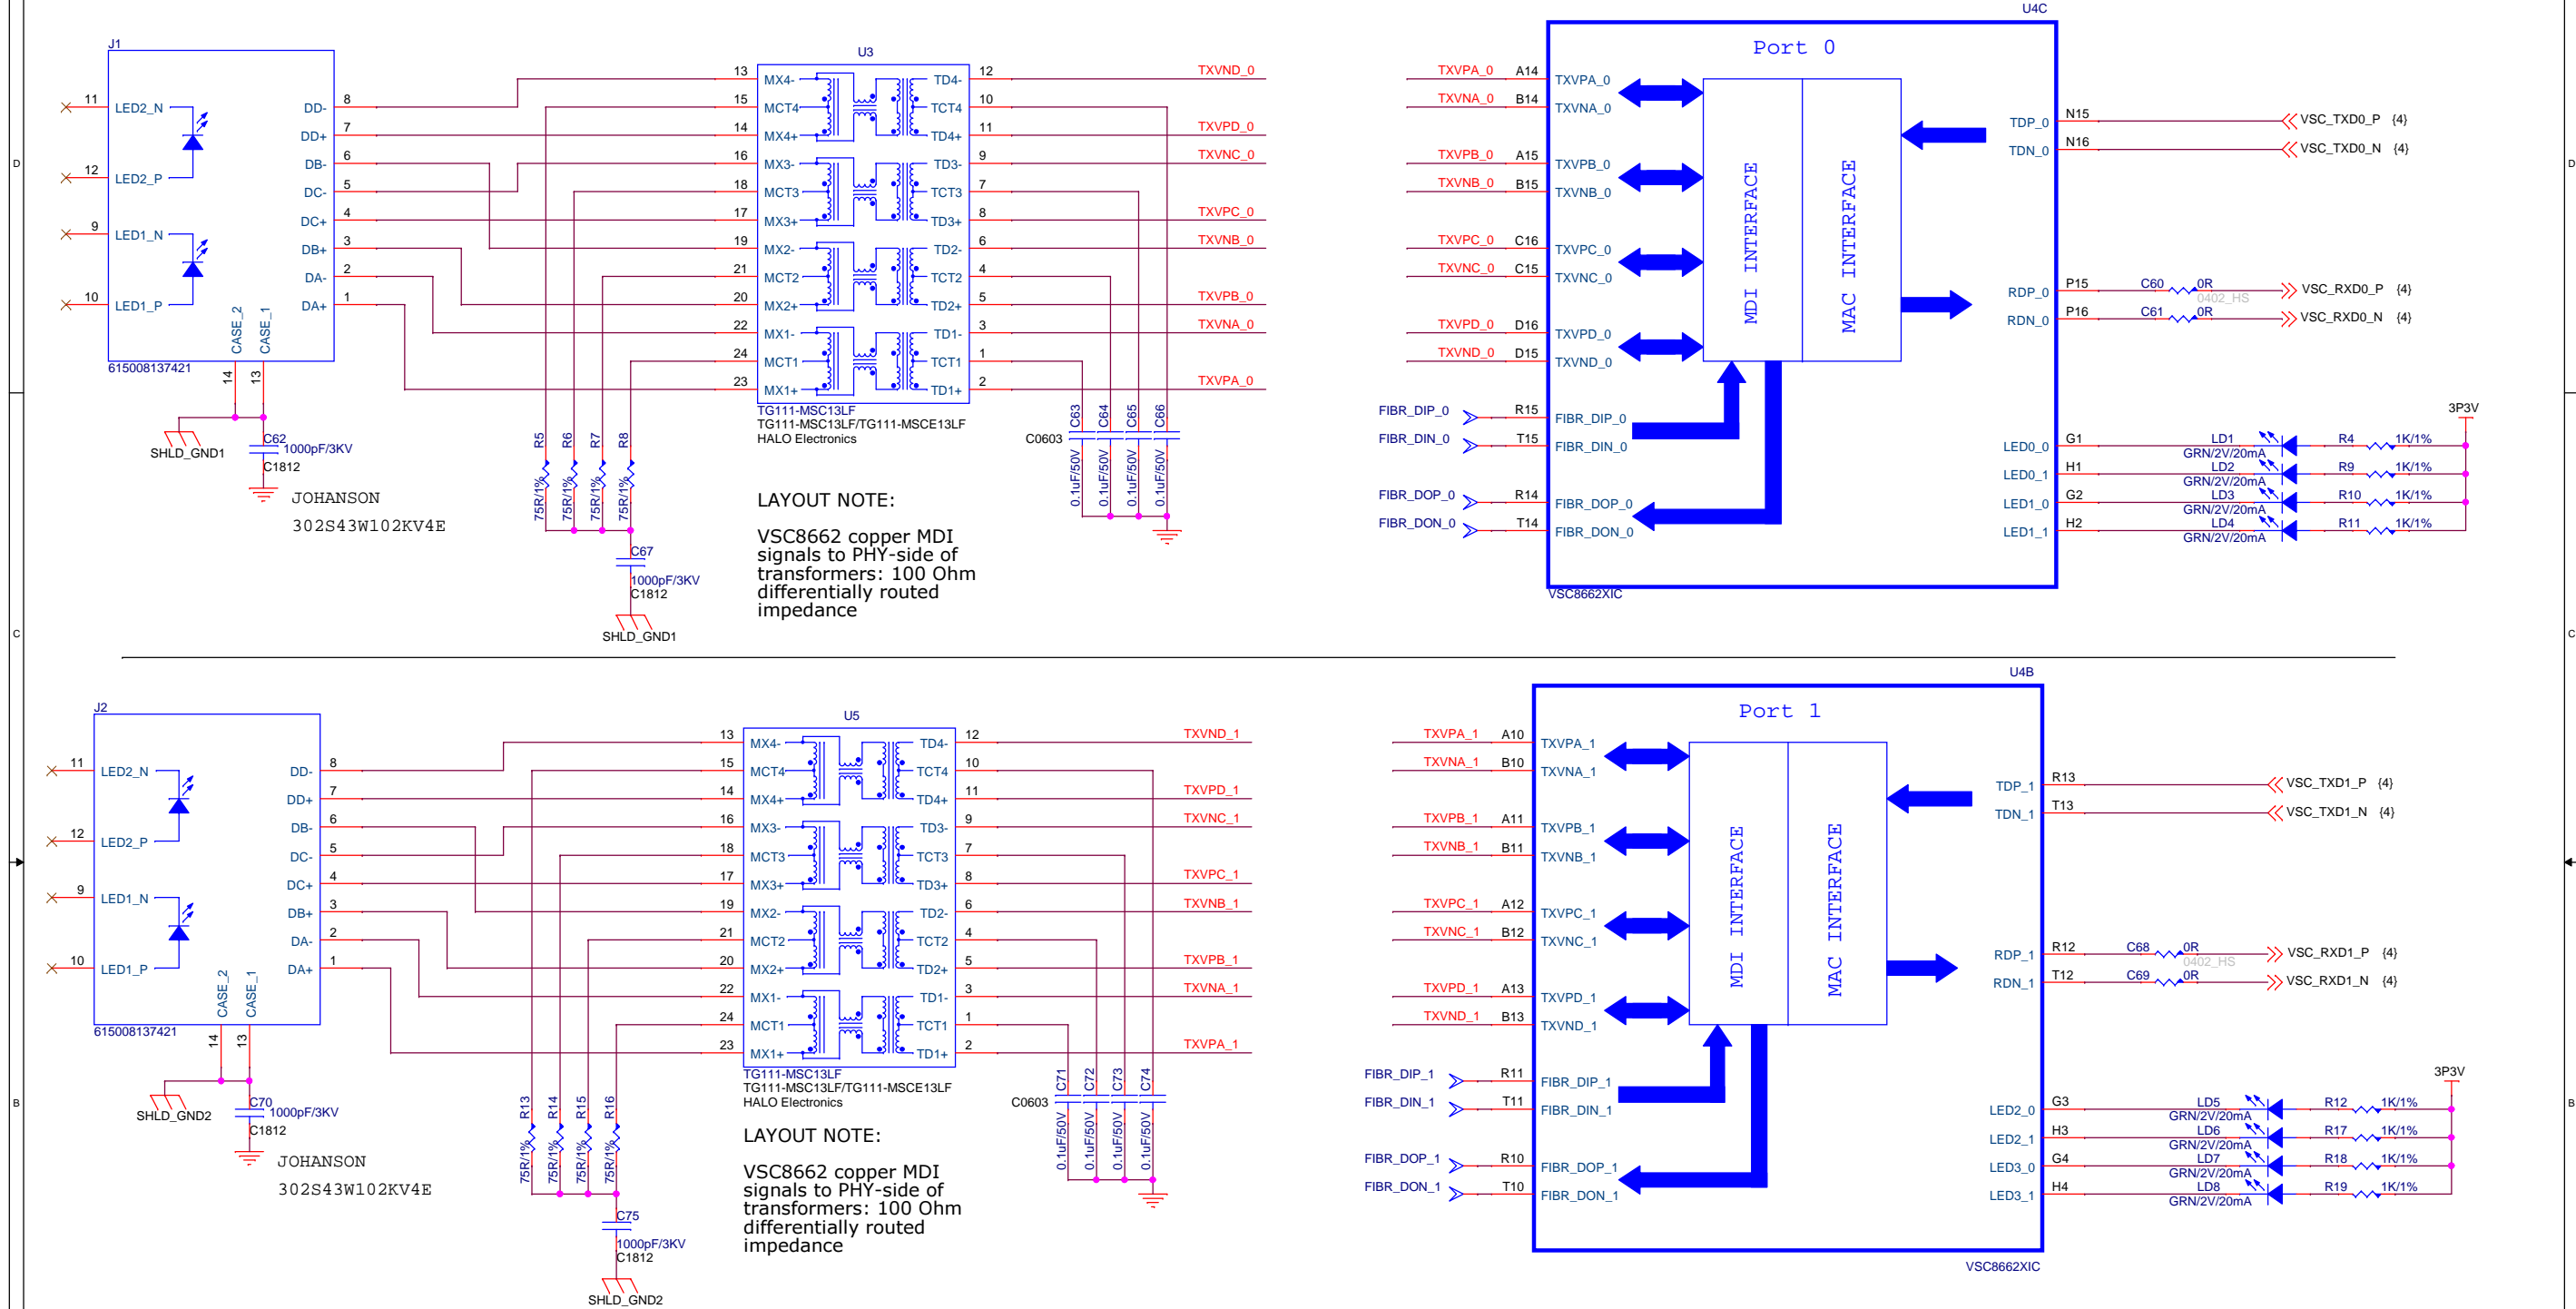 J1
11 LED2_N
12 LED2_P
9 LED1_N
10 LED1_P
DD- 8
DD+ 7
DB- 6
DC- 5
DC+ 4
DB+ 3
DA- 2
DA+ 1
CASE_2
CASE_1
14
13
615008137421
SHLD_GND1
C62
1000pF/3KV
C1812
JOHANSON
302S43W102KV4E
R5
R6
R7
R8
75R/1%
75R/1%
75R/1%
75R/1%
C67
1000pF/3KV
C1812
SHLD_GND1
U3
13 MX4- TD4- 12 TXVND_0
15 MCT4 TCT4 10
14 MX4+ TD4+ 11 TXVPD_0
16 MX3- TD3- 9 TXVNC_0
18 MCT3 TCT3 7
17 MX3+ TD3+ 8 TXVPC_0
19 MX2- TD2- 6 TXVNB_0
21 MCT2 TCT2 4
20 MX2+ TD2+ 5 TXVPB_0
22 MX1- TD1- 3 TXVNA_0
24 MCT1 TCT1 1
23 MX1+ TD1+ 2 TXVPA_0
TG111-MSC13LF
TG111-MSC13LF/TG111-MSCE13LF
HALO Electronics
C0603
C63
C64
C65
C66
0.1uF/50V
0.1uF/50V
0.1uF/50V
0.1uF/50V
LAYOUT NOTE:
VSC8662 copper MDI
signals to PHY-side of
transformers: 100 Ohm
differentially routed
impedance
U4C
Port 0
TXVPA_0 A14 TXVPA_0
TXVNA_0 B14 TXVNA_0
TXVPB_0 A15 TXVPB_0
TXVNB_0 B15 TXVNB_0
TXVPC_0 C16 TXVPC_0
TXVNC_0 C15 TXVNC_0
TXVPD_0 D16 TXVPD_0
TXVND_0 D15 TXVND_0
FIBR_DIP_0 R15 FIBR_DIP_0
FIBR_DIN_0 T15 FIBR_DIN_0
FIBR_DOP_0 R14 FIBR_DOP_0
FIBR_DON_0 T14 FIBR_DON_0
MDI INTERFACE
MAC INTERFACE
TDP_0 N15 VSC_TXD0_P {4}
TDN_0 N16 VSC_TXD0_N {4}
RDP_0 P15 C60 0R VSC_RXD0_P {4}
0402_HS
RDN_0 P16 C61 0R VSC_RXD0_N {4}
3P3V
LED0_0 G1 LD1 R4 1K/1%
GRN/2V/20mA
LED0_1 H1 LD2 R9 1K/1%
GRN/2V/20mA
LED1_0 G2 LD3 R10 1K/1%
GRN/2V/20mA
LED1_1 H2 LD4 R11 1K/1%
GRN/2V/20mA
VSC8662XIC
D
D
C
C
J2
11 LED2_N
12 LED2_P
9 LED1_N
10 LED1_P
DD- 8
DD+ 7
DB- 6
DC- 5
DC+ 4
DB+ 3
DA- 2
DA+ 1
CASE_2
CASE_1
14
13
615008137421
SHLD_GND2
C70
1000pF/3KV
C1812
JOHANSON
302S43W102KV4E
R13
R14
R15
R16
75R/1%
75R/1%
75R/1%
75R/1%
C75
1000pF/3KV
C1812
SHLD_GND2
U5
13 MX4- TD4- 12 TXVND_1
15 MCT4 TCT4 10
14 MX4+ TD4+ 11 TXVPD_1
16 MX3- TD3- 9 TXVNC_1
18 MCT3 TCT3 7
17 MX3+ TD3+ 8 TXVPC_1
19 MX2- TD2- 6 TXVNB_1
21 MCT2 TCT2 4
20 MX2+ TD2+ 5 TXVPB_1
22 MX1- TD1- 3 TXVNA_1
24 MCT1 TCT1 1
23 MX1+ TD1+ 2 TXVPA_1
TG111-MSC13LF
TG111-MSC13LF/TG111-MSCE13LF
HALO Electronics
C0603
C71
C72
C73
C74
0.1uF/50V
0.1uF/50V
0.1uF/50V
0.1uF/50V
LAYOUT NOTE:
VSC8662 copper MDI
signals to PHY-side of
transformers: 100 Ohm
differentially routed
impedance
U4B
Port 1
TXVPA_1 A10 TXVPA_1
TXVNA_1 B10 TXVNA_1
TXVPB_1 A11 TXVPB_1
TXVNB_1 B11 TXVNB_1
TXVPC_1 A12 TXVPC_1
TXVNC_1 B12 TXVNC_1
TXVPD_1 A13 TXVPD_1
TXVND_1 B13 TXVND_1
FIBR_DIP_1 R11 FIBR_DIP_1
FIBR_DIN_1 T11 FIBR_DIN_1
FIBR_DOP_1 R10 FIBR_DOP_1
FIBR_DON_1 T10 FIBR_DON_1
MDI INTERFACE
MAC INTERFACE
TDP_1 R13 VSC_TXD1_P {4}
TDN_1 T13 VSC_TXD1_N {4}
RDP_1 R12 C68 0R VSC_RXD1_P {4}
0402_HS
RDN_1 T12 C69 0R VSC_RXD1_N {4}
3P3V
LED2_0 G3 LD5 R12 1K/1%
GRN/2V/20mA
LED2_1 H3 LD6 R17 1K/1%
GRN/2V/20mA
LED3_0 G4 LD7 R18 1K/1%
GRN/2V/20mA
LED3_1 H4 LD8 R19 1K/1%
GRN/2V/20mA
VSC8662XIC
B
B